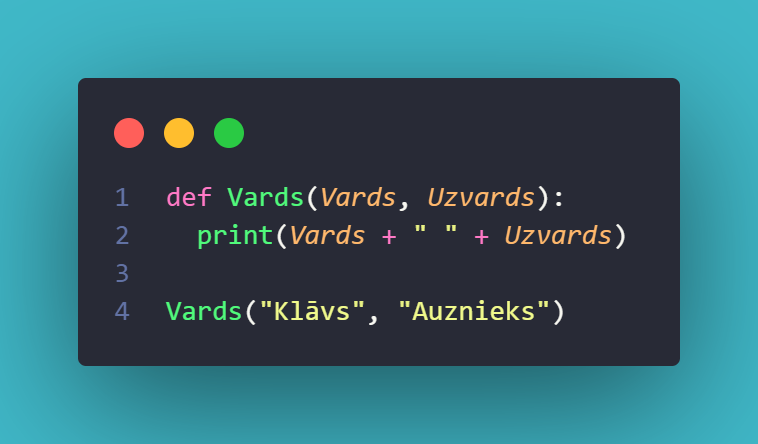 1 def Vards(Vards, Uzvards):
2   print(Vards + " " + Uzvards)
3
4 Vards("Klāvs", "Auznieks")